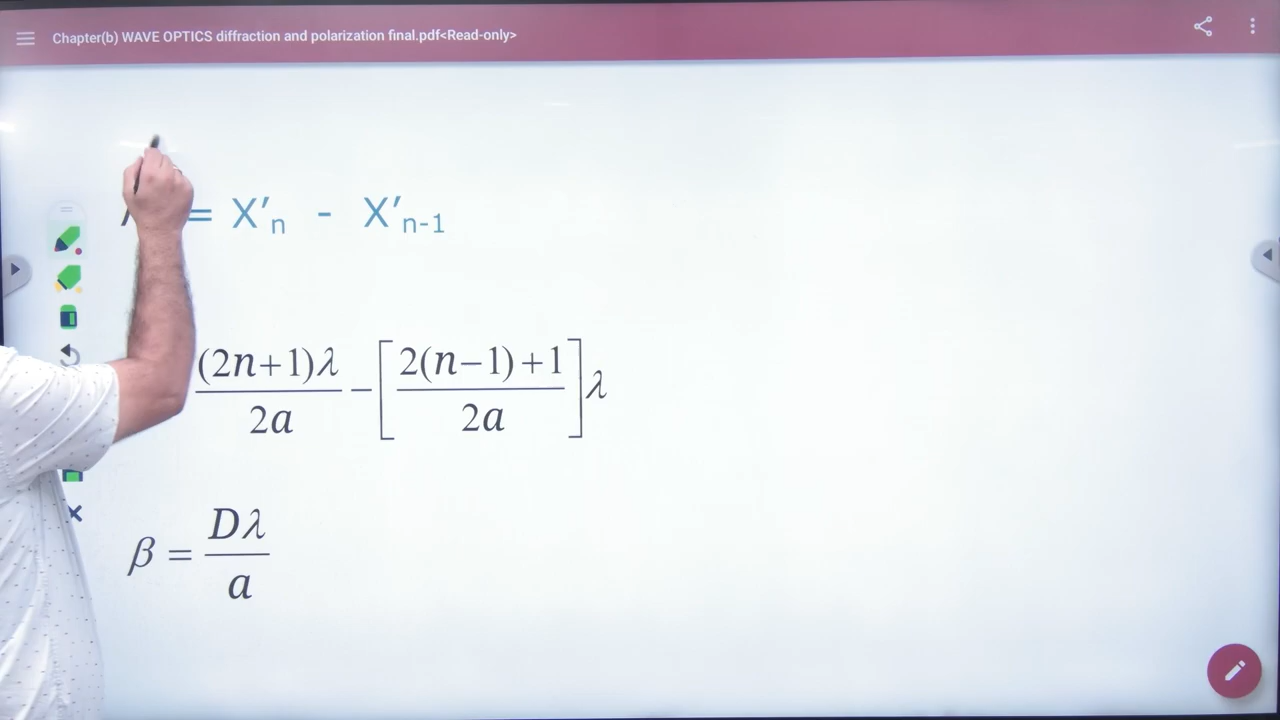 Chapter(b) WAVE OPTICS diffraction and polarization final.pdf<Read-only>
= X′n - X′n-1
(2n+1)λ / 2a − [2(n−1)+1 / 2a] λ
β = Dλ / a